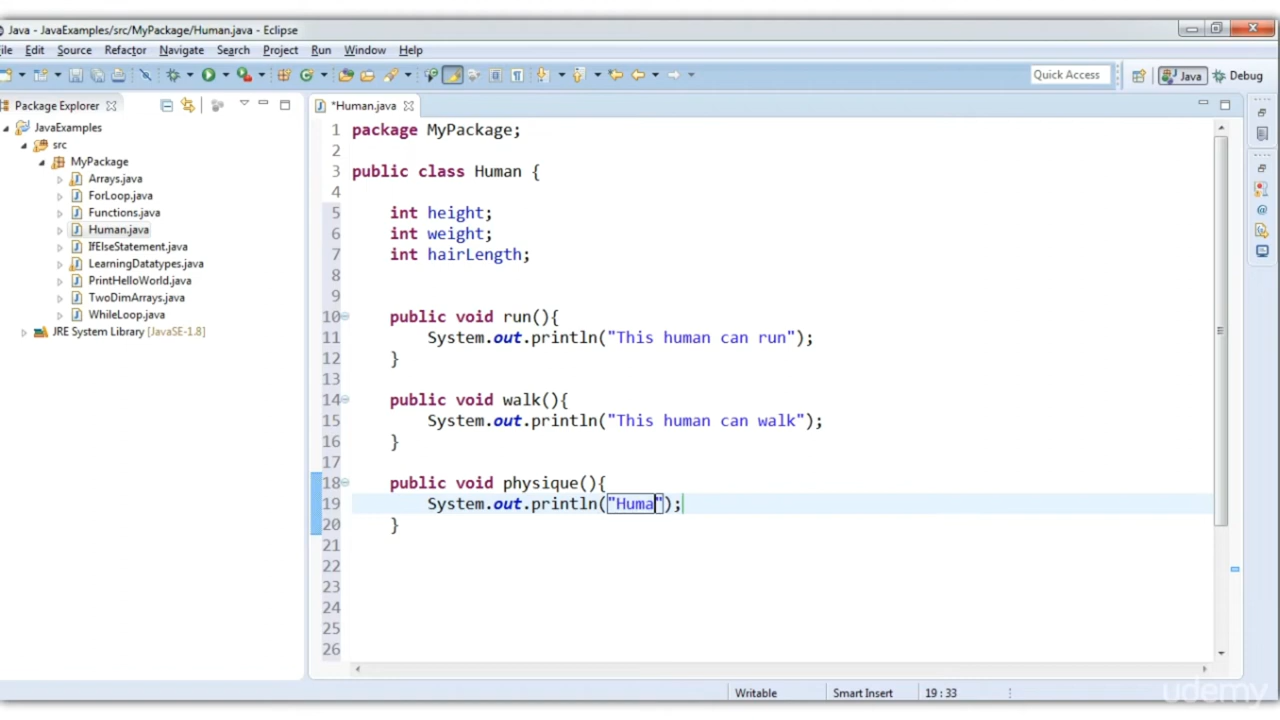 Java - JavaExamples/src/MyPackage/Human.java - Eclipse
ile Edit Source Refactor Navigate Search Project Run Window Help
Quick Access Java Debug
Package Explorer
*Human.java
JavaExamples
src
MyPackage
Arrays.java
ForLoop.java
Functions.java
Human.java
IfElseStatement.java
LearningDatatypes.java
PrintHelloWorld.java
TwoDimArrays.java
WhileLoop.java
JRE System Library [JavaSE-1.8]
1 package MyPackage;
2
3 public class Human {
4
5 int height;
6 int weight;
7 int hairLength;
8
9
10 public void run(){
11 System.out.println("This human can run");
12 }
13
14 public void walk(){
15 System.out.println("This human can walk");
16 }
17
18 public void physique(){
19 System.out.println("Huma");
20 }
21
22
23
24
25
26
Writable Smart Insert 19 : 33
udemy